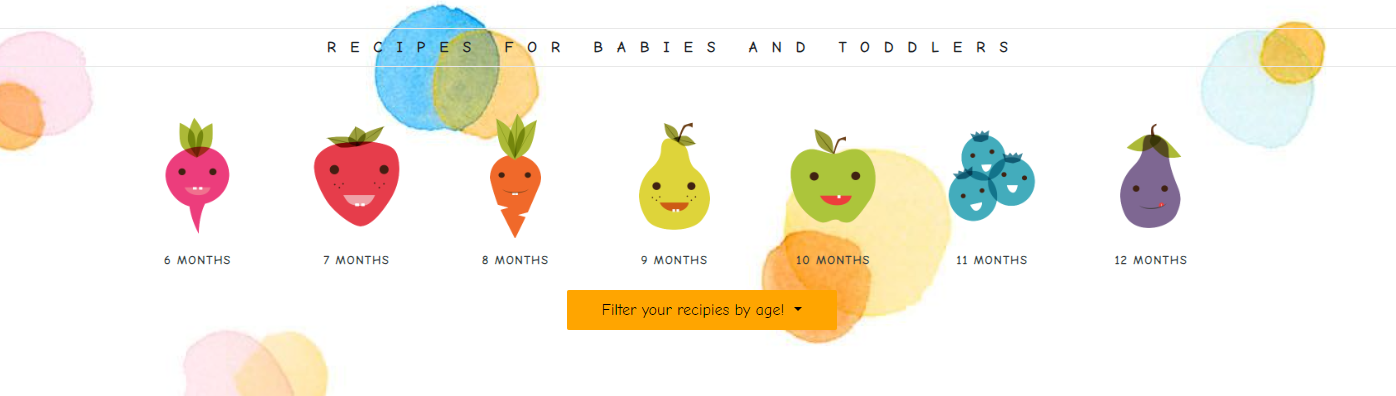 RECIPES FOR BABIES AND TODDLERS
6 MONTHS 7 MONTHS 8 MONTHS 9 MONTHS 10 MONTHS 11 MONTHS 12 MONTHS
Filter your recipies by age!